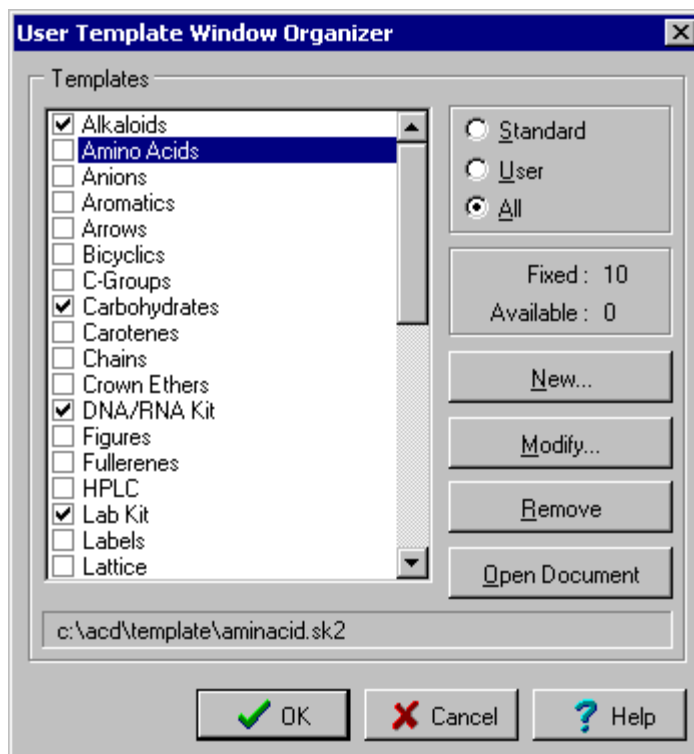 User Template Window Organizer
Templates
Alkaloids
Amino Acids
Anions
Aromatics
Arrows
Bicyclics
C-Groups
Carbohydrates
Carotenes
Chains
Crown Ethers
DNA/RNA Kit
Figures
Fullerenes
HPLC
Lab Kit
Labels
Lattice
Standard
User
All
Fixed : 10
Available : 0
New...
Modify...
Remove
Open Document
c:\acd\template\aminacid.sk2
OK
Cancel
Help